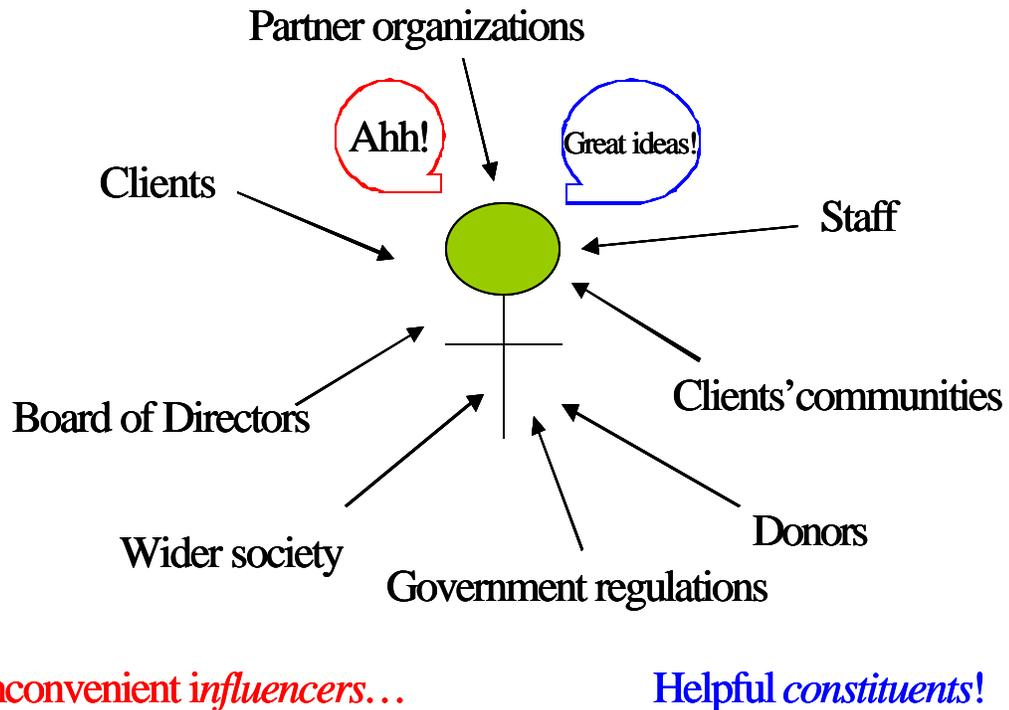 Partner organizations
Ahh!
Great ideas!
Clients
Staff
Clients' communities
Board of Directors
Donors
Wider society
Government regulations
nconvenient influencers…
Helpful constituents!